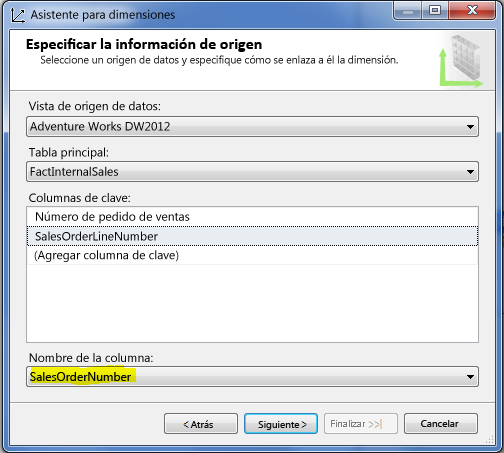 Asistente para dimensiones
Especificar la información de origen
Seleccione un origen de datos y especifique cómo se enlaza a él la dimensión.
Vista de origen de datos:
Adventure Works DW2012
Tabla principal:
FactInternalSales
Columnas de clave:
Número de pedido de ventas
SalesOrderLineNumber
(Agregar columna de clave)
Nombre de la columna:
SalesOrderNumber
< Atrás
Siguiente >
Finalizar >>|
Cancelar